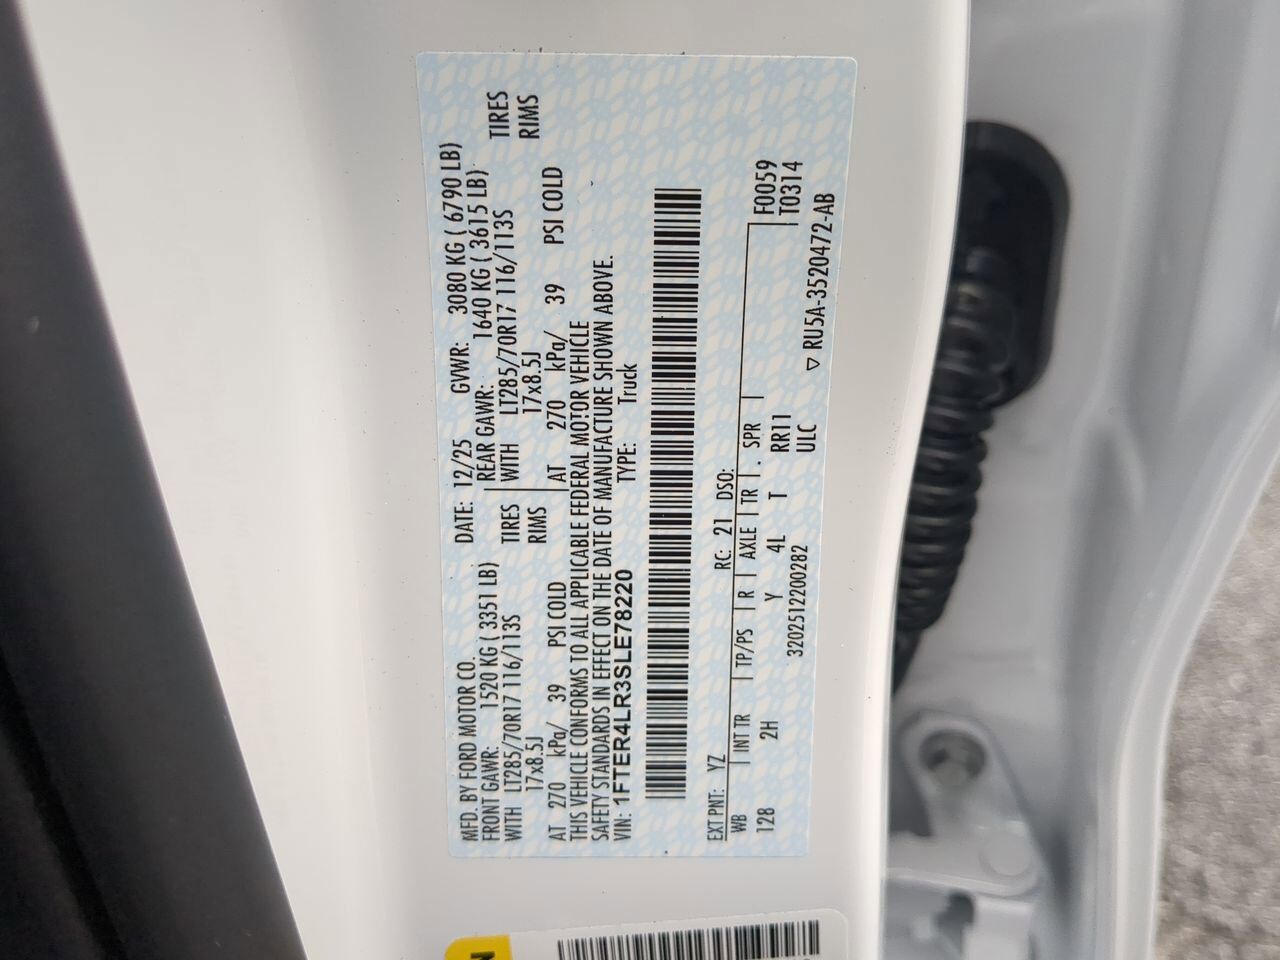 MFD. BY FORD MOTOR CO. DATE: 12/25 GVWR: 3080 KG ( 6790 LB)
FRONT GAWR: 1520 KG ( 3351 LB) REAR GAWR: 1640 KG ( 3615 LB)
WITH LT285/70R17 116/113S TIRES WITH LT285/70R17 116/113S TIRES
17x8.5J RIMS 17x8.5J RIMS
AT 270 kPa/ 39 PSI COLD AT 270 kPa/ 39 PSI COLD
THIS VEHICLE CONFORMS TO ALL APPLICABLE FEDERAL MOTOR VEHICLE
SAFETY STANDARDS IN EFFECT ON THE DATE OF MANUFACTURE SHOWN ABOVE.
VIN: 1FTER4LR3SLE78220 TYPE: Truck
EXT PNT: YZ RC: 21 DSO:
WB INT TR TP/PS R AXLE TR . SPR F0059
128 2H Y 4L T RR11 T0314
3202512200282 ULC ▽ RU5A-3520472-AB